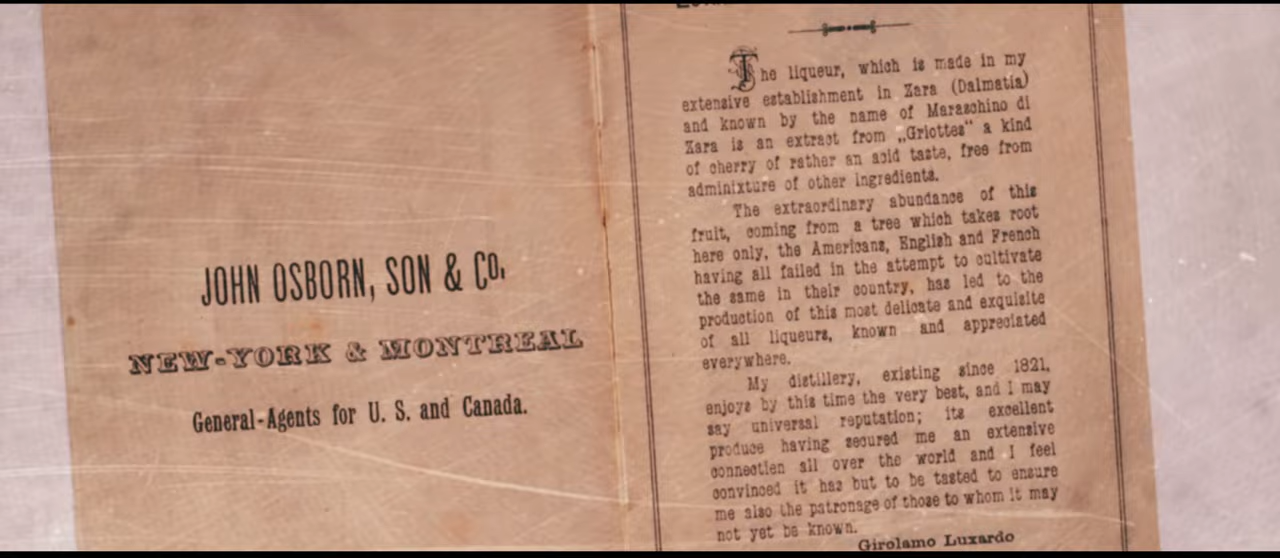 JOHN OSBORN, SON & CO.
NEW-YORK & MONTREAL
General-Agents for U. S. and Canada.
The liqueur, which is made in my
extensive establishment in Zara (Dalmatia)
and known by the name of Maraschino di
Zara is an extract from „Griottes“ a kind
of cherry of rather an acid taste, free from
adminixture of other ingredients.
The extraordinary abundance of this
fruit, coming from a tree which takes root
here only, the Americans, English and French
having all failed in the attempt to cultivate
the same in their country, has led to the
production of this most delicate and exquisite
of all liqueurs, known and appreciated
everywhere.
My distillery, existing since 1821,
enjoys by this time the very best, and I may
say universal reputation; its excellent
produce having secured me an extensive
connectien all over the world and I feel
convinced it has but to be tasted to ensure
me also the patronage of those to whom it may
not yet be known.
Girolamo Luxardo